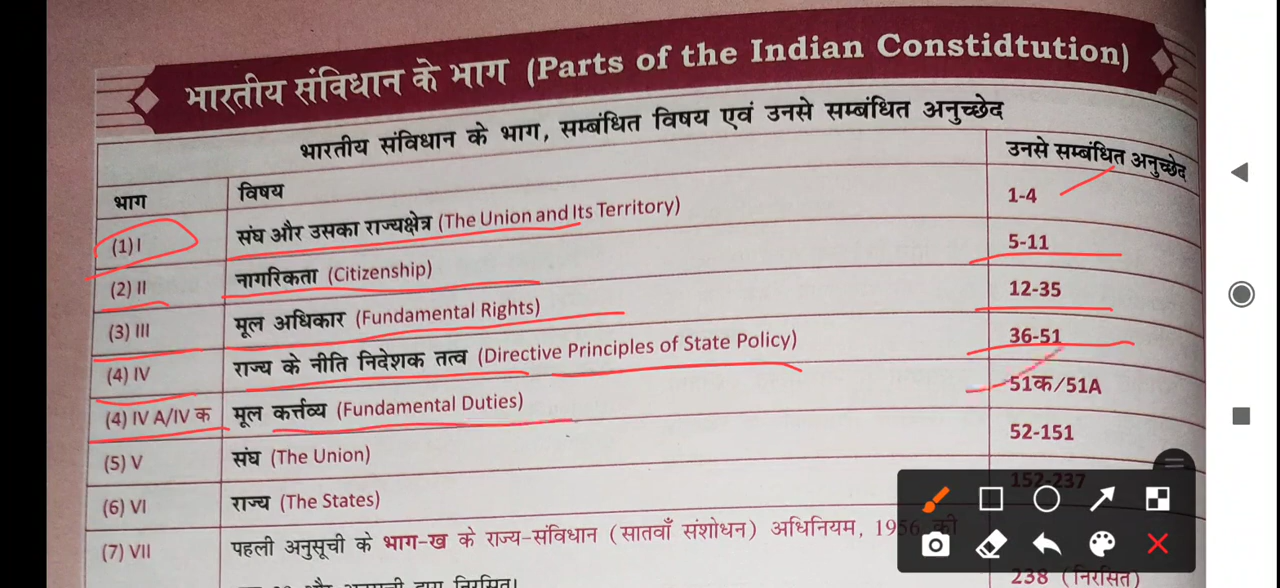 भारतीय संविधान के भाग (Parts of the Indian Constidtution)
भारतीय संविधान के भाग, सम्बंधित विषय एवं उनसे सम्बंधित अनुच्छेद
भाग विषय उनसे सम्बंधित अनुच्छेद
(1) I संघ और उसका राज्यक्षेत्र (The Union and Its Territory) 1-4
(2) II नागरिकता (Citizenship) 5-11
(3) III मूल अधिकार (Fundamental Rights) 12-35
(4) IV राज्य के नीति निदेशक तत्व (Directive Principles of State Policy) 36-51
(4) IV A/IV क मूल कर्त्तव्य (Fundamental Duties) 51क/51A
(5) V संघ (The Union) 52-151
(6) VI राज्य (The States) 152-237
(7) VII पहली अनुसूची के भाग-ख के राज्य-संविधान (सातवाँ संशोधन) अधिनियम, 1956 की
238 (निरसित)